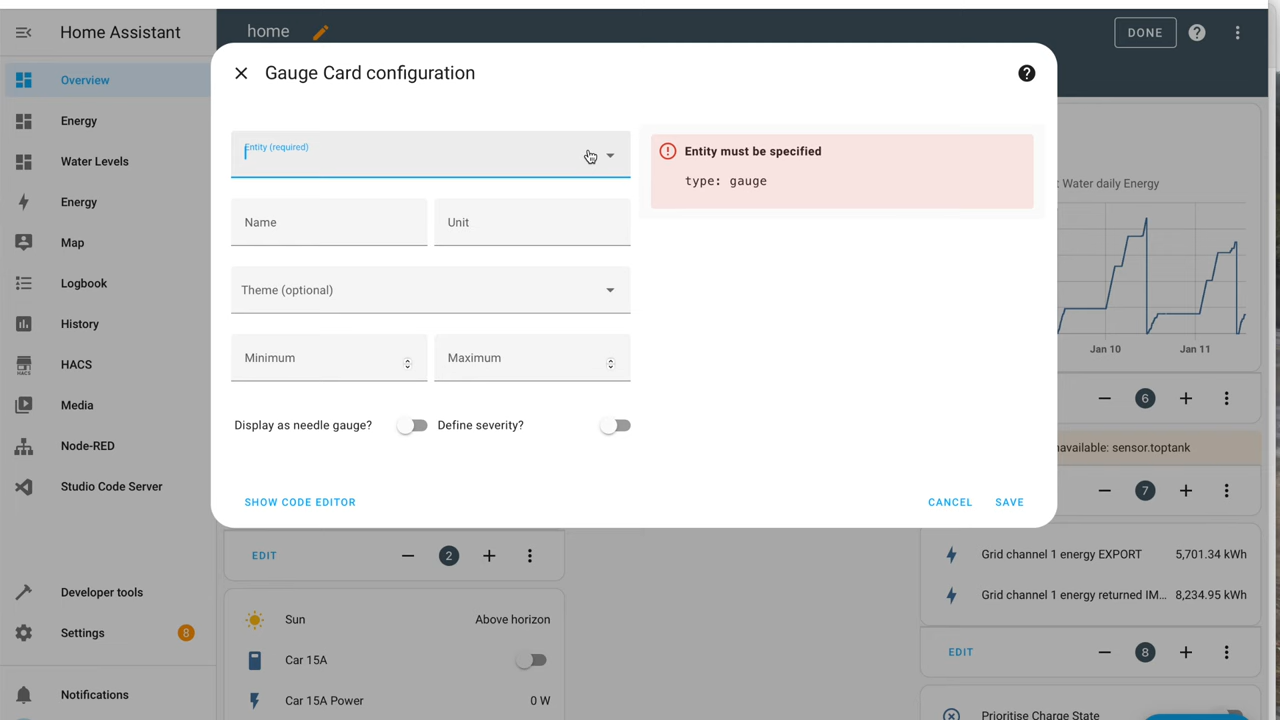 Home Assistant
home
DONE
Gauge Card configuration
Overview
Energy
Water Levels
Energy
Map
Logbook
History
HACS
HACS
Media
Node-RED
Studio Code Server
Developer tools
Settings
8
Notifications
Entity (required)
Name
Unit
Theme (optional)
Minimum
Maximum
Display as needle gauge?
Define severity?
SHOW CODE EDITOR
CANCEL
SAVE
Entity must be specified
type: gauge
Water daily Energy
Jan 10
Jan 11
6
available: sensor.toptank
7
Grid channel 1 energy EXPORT
5,701.34 kWh
Grid channel 1 energy returned IM...
8,234.95 kWh
EDIT
8
Prioritise Charge State
EDIT
2
Sun
Above horizon
Car 15A
Car 15A Power
0 W